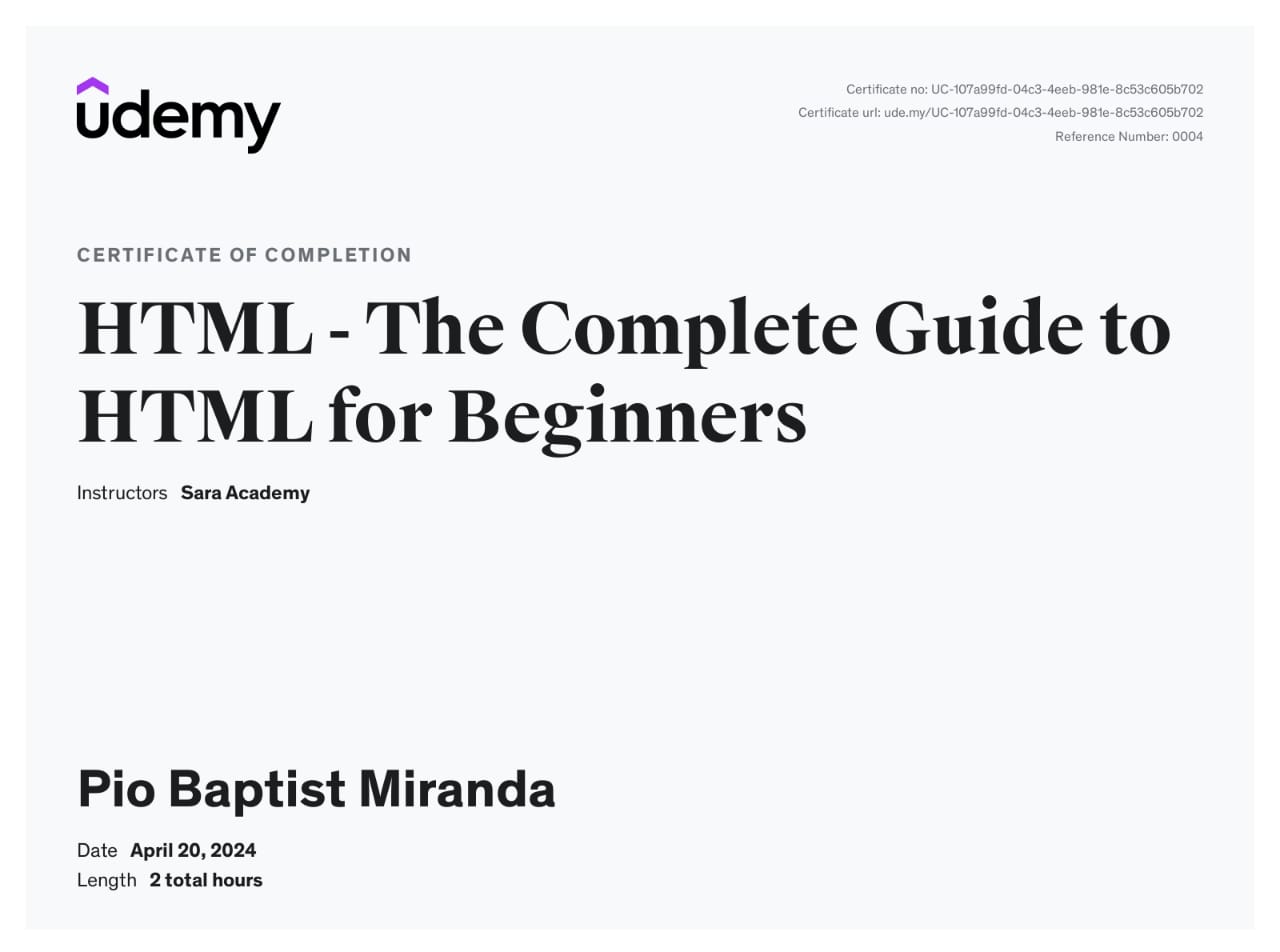 udemy
Certificate no: UC-107a99fd-04c3-4eeb-981e-8c53c605b702
Certificate url: ude.my/UC-107a99fd-04c3-4eeb-981e-8c53c605b702
Reference Number: 0004
CERTIFICATE OF COMPLETION
HTML - The Complete Guide to
HTML for Beginners
Instructors Sara Academy
Pio Baptist Miranda
Date April 20, 2024
Length 2 total hours